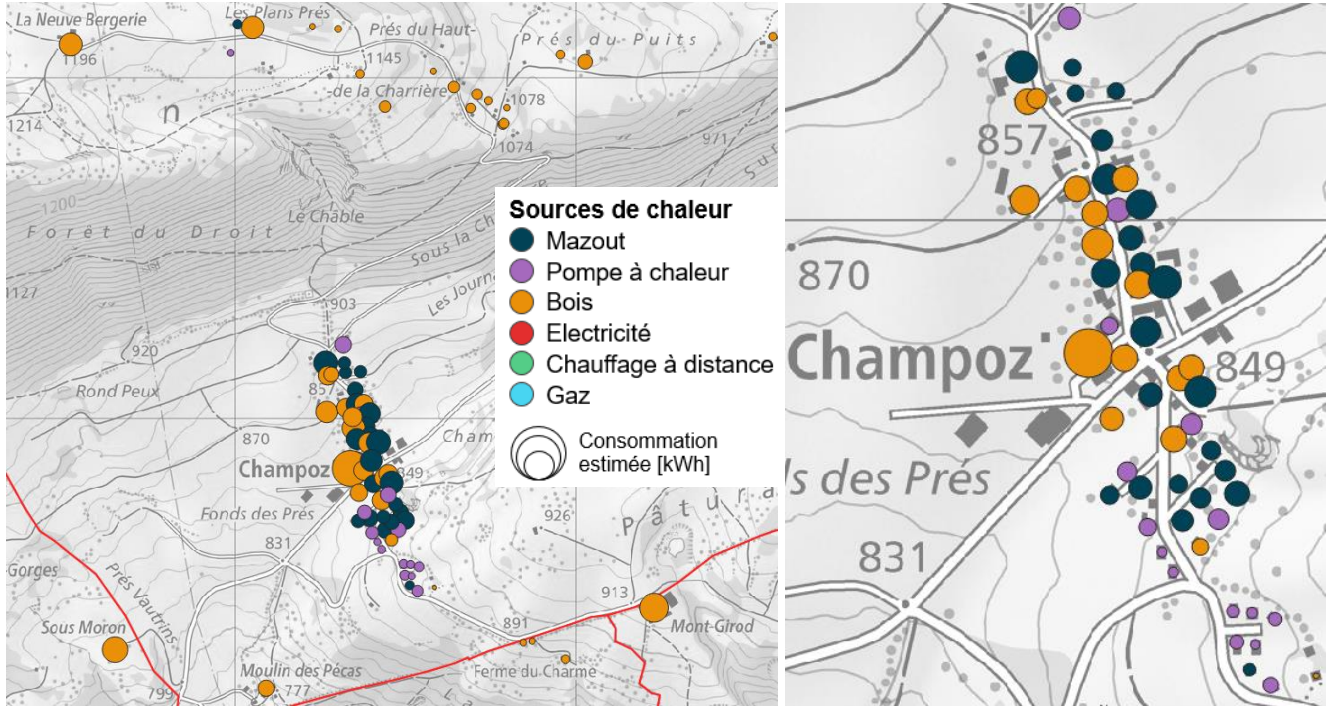 La Neuve Bergerie
Les Plans Prés
1196
Prés du Haut-
-de la Charrière
1145
Prés du Puits
n
1078
1214
1074
971
1200
Le Châble
Forêt du Droit
Sous la Ch
1127
Les Journ
903
920
Rond Peux
857
870
Cham
Champoz
849
Fonds des Prés
926
Pâtura
831
Gorges
Prés Vautrins
913
Sous Moron
891
Mont-Girod
Moulin des Pécas
Ferme du Charme
799
777
Sources de chaleur
Mazout
Pompe à chaleur
Bois
Electricité
Chauffage à distance
Gaz
Consommation
estimée [kWh]
857
870
Champoz
849
ls des Prés
831